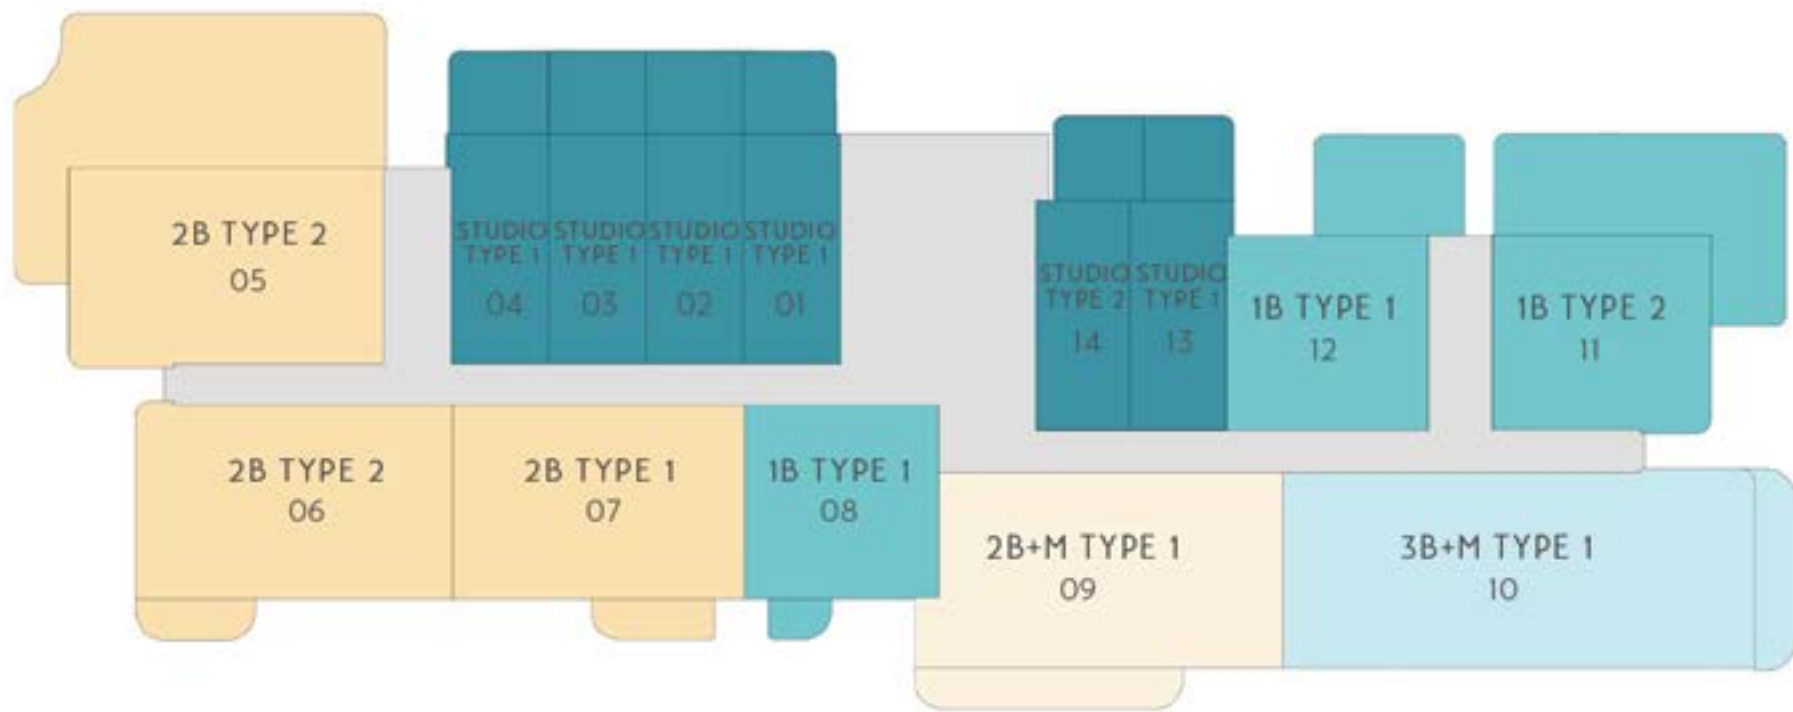 2B TYPE 2
05
STUDIO TYPE 1
04
STUDIO TYPE 1
03
STUDIO TYPE 1
02
STUDIO TYPE 1
01
STUDIO TYPE 2
14
STUDIO TYPE 1
13
1B TYPE 1
12
1B TYPE 2
11
2B TYPE 2
06
2B TYPE 1
07
1B TYPE 1
08
2B+M TYPE 1
09
3B+M TYPE 1
10